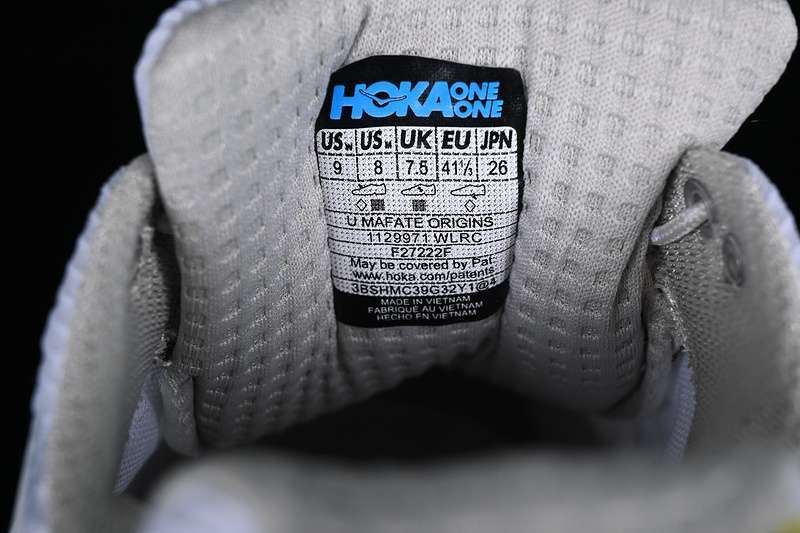 HOKA ONE ONE
US W US M UK EU JPN
9 8 7.5 41⅓ 26
U MAFATE ORIGINS
1129971 WLRC
F27222F
May be covered by Pat.
www.hoka.com/patents
3BSHMC39G32Y1@4
MADE IN VIETNAM
FABRIQUÉ AU VIETNAM
HECHO EN VIETNAM